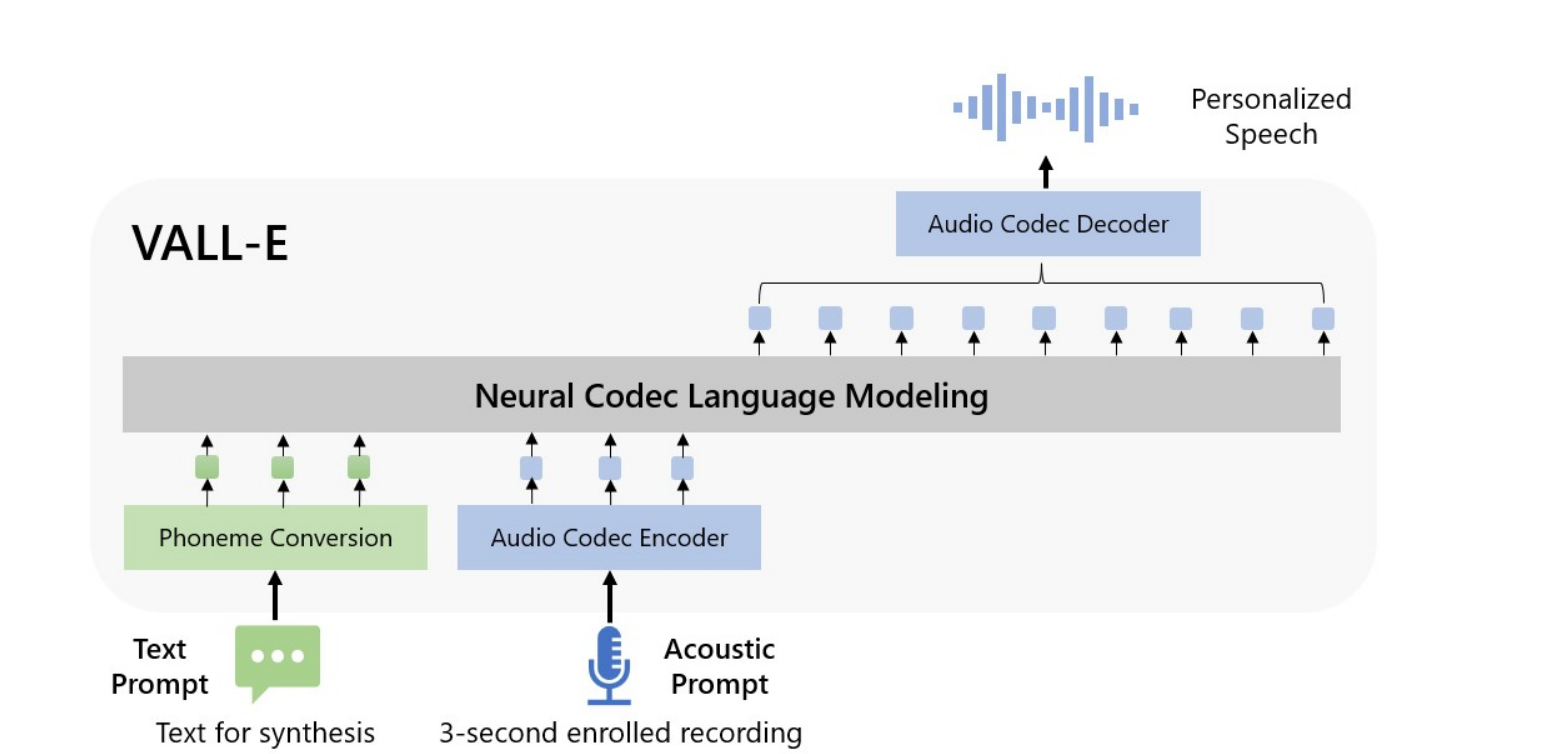 Personalized
Speech
Audio Codec Decoder
VALL-E
Neural Codec Language Modeling
Phoneme Conversion
Audio Codec Encoder
Text
Prompt
Acoustic
Prompt
Text for synthesis
3-second enrolled recording